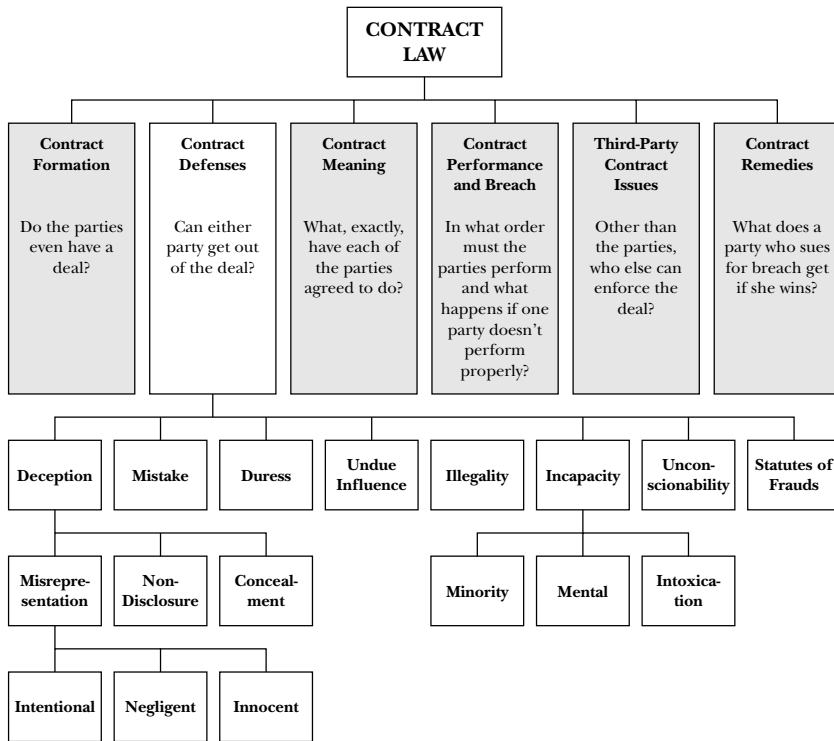 CONTRACT
LAW
Contract
Formation
Do the parties
even have a
deal?
Contract
Defenses
Can either
party get out
of the deal?
Contract
Meaning
What, exactly,
have each of
the parties
agreed to do?
Contract
Performance
and Breach
In what order
must the
parties perform
and what
happens if one
party doesn’t
perform
properly?
Third-Party
Contract
Issues
Other than
the parties,
who else can
enforce the
deal?
Contract
Remedies
What does a
party who sues
for breach get
if she wins?
Deception
Mistake
Duress
Undue
Influence
Illegality
Incapacity
Uncon-
scionability
Statutes of
Frauds
Misrepre-
sentation
Non-
Disclosure
Conceal-
ment
Minority
Mental
Intoxica-
tion
Intentional
Negligent
Innocent